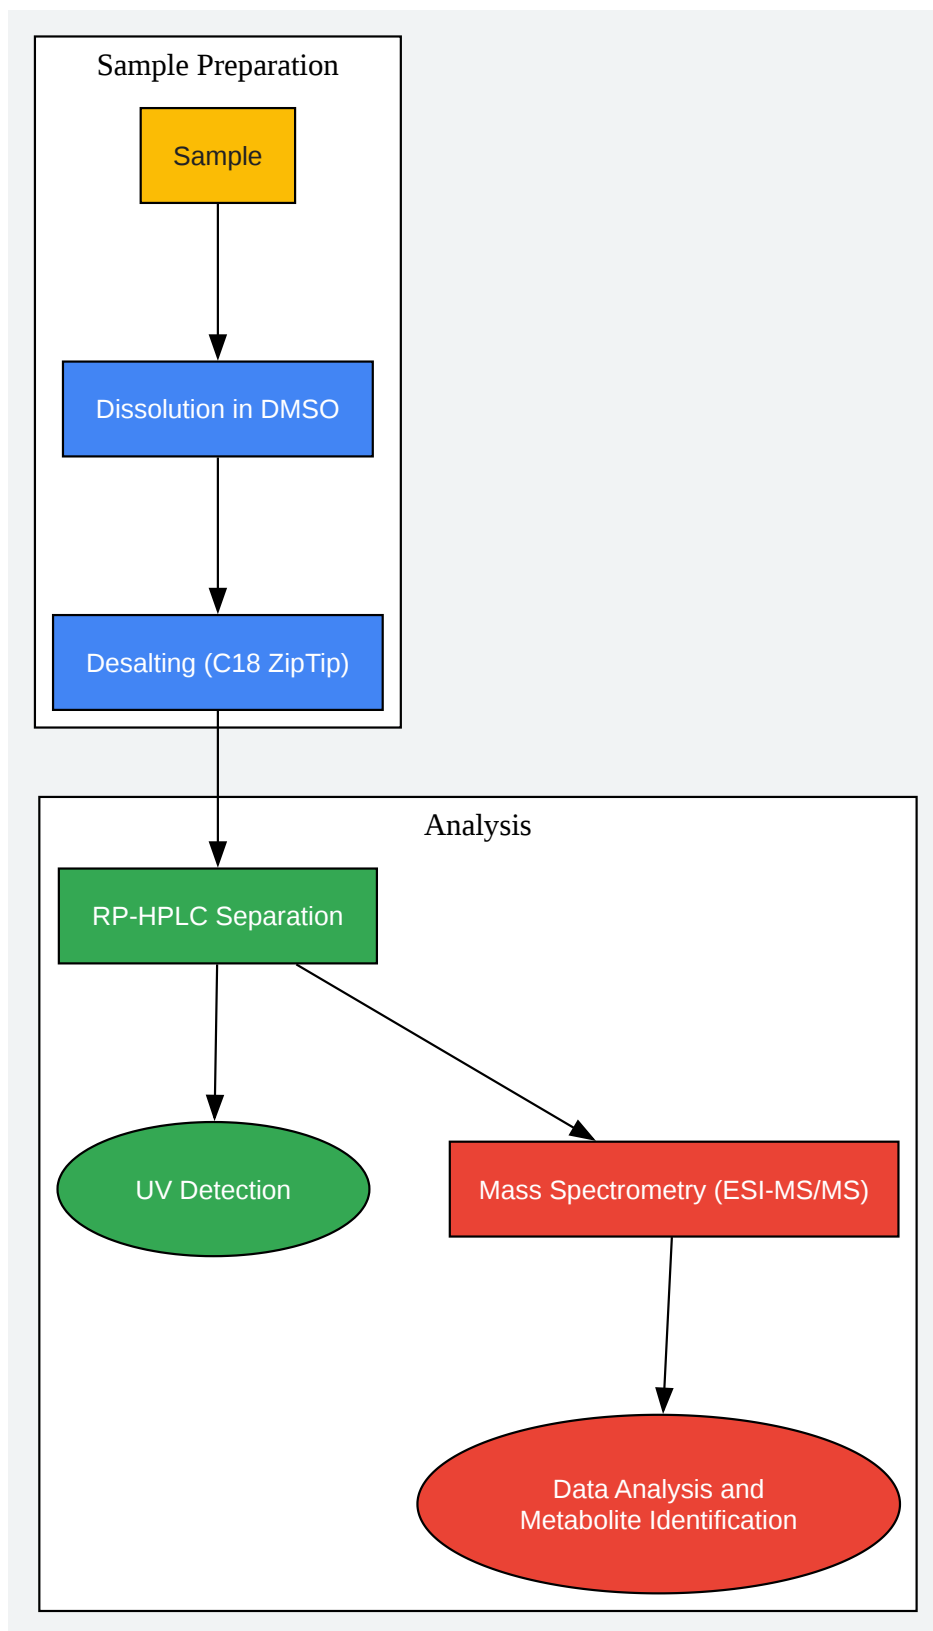 Sample Preparation
Sample
Dissolution in DMSO
Desalting (C18 ZipTip)
Analysis
RP-HPLC Separation
UV Detection
Mass Spectrometry (ESI-MS/MS)
Data Analysis and
Metabolite Identification